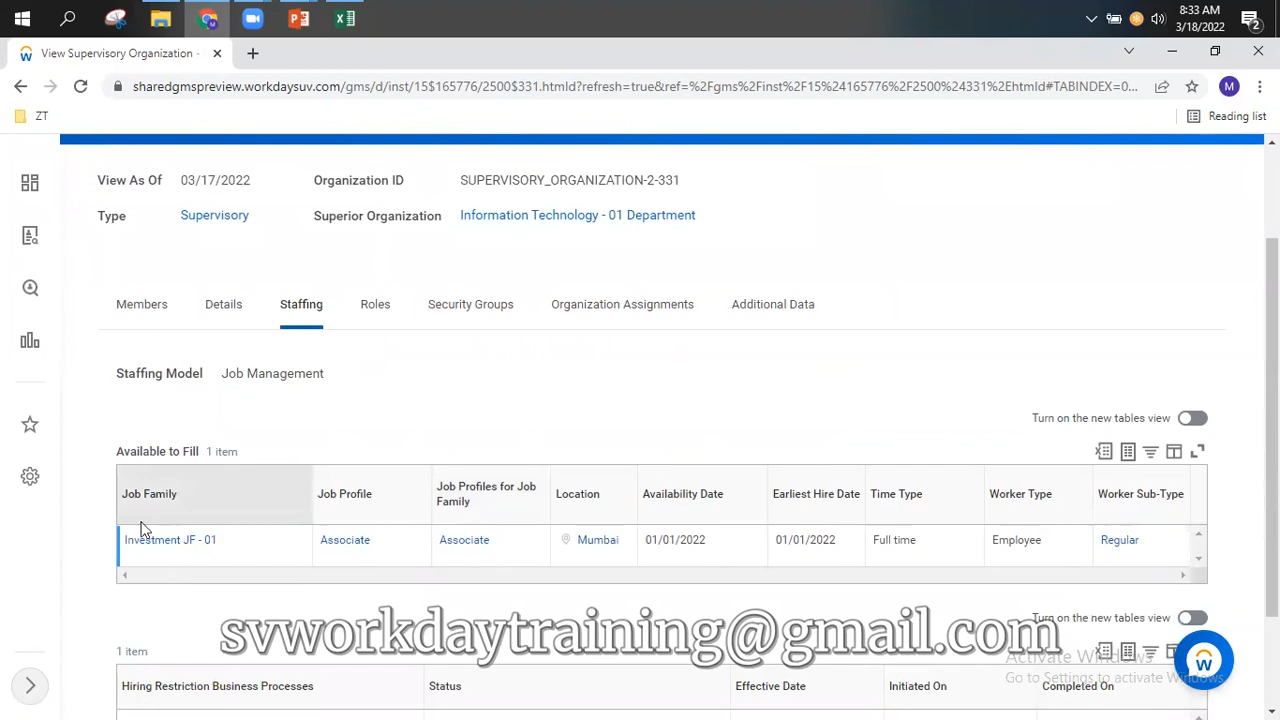 8:33 AM
3/18/2022
2
View Supervisory Organization -
sharedgmspreview.workdaysuv.com/gms/d/inst/15$165776/2500$331.htmld?refresh=true&ref=%2Fgms%2Finst%2F15%24165776%2F2500%24331%2Ehtmld#TABINDEX=0...
M
ZT
Reading list
View As Of 03/17/2022 Organization ID SUPERVISORY_ORGANIZATION-2-331
Type Supervisory Superior Organization Information Technology - 01 Department
Members Details Staffing Roles Security Groups Organization Assignments Additional Data
Staffing Model Job Management
Turn on the new tables view
Available to Fill 1 item
Job Family Job Profile Job Profiles for Job Family Location Availability Date Earliest Hire Date Time Type Worker Type Worker Sub-Type
Investment JF - 01 Associate Associate Mumbai 01/01/2022 01/01/2022 Full time Employee Regular
Turn on the new tables view
svworkdaytraining@gmail.com
1 item
Activate Windows
Go to Settings to activate Windows.
Hiring Restriction Business Processes Status Effective Date Initiated On Completed On